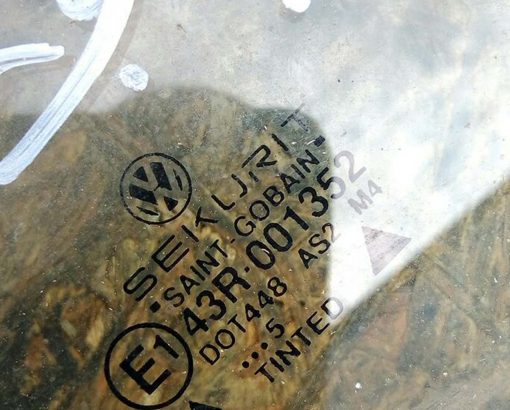 SEKURIT
·SAINT-GOBAIN·
E1 43R-001352
DOT448 AS2 M4
...5
TINTED